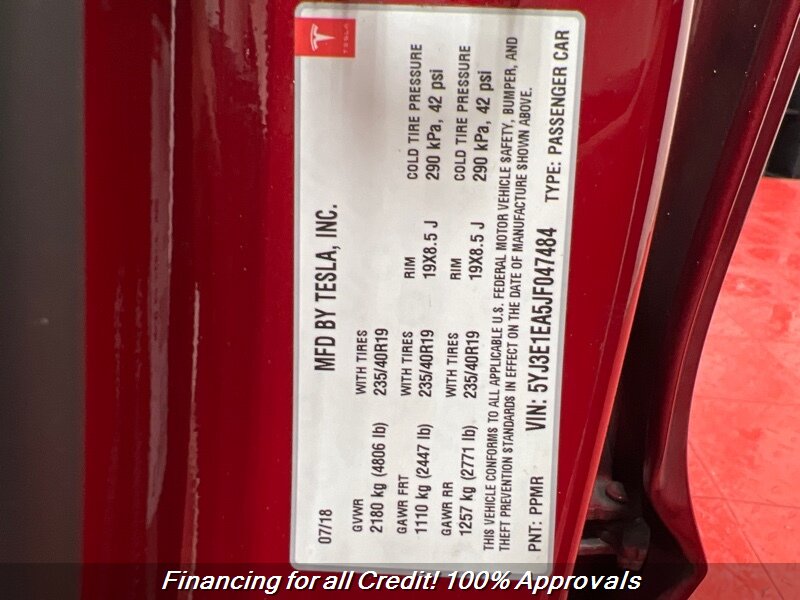 TESLA
07/18
MFD BY TESLA, INC.
GVWR
2180 kg (4806 lb)
WITH TIRES
235/40R19
GAWR FRT
1110 kg (2447 lb)
WITH TIRES
235/40R19
RIM
19X8.5 J
COLD TIRE PRESSURE
290 kPa, 42 psi
GAWR RR
1257 kg (2771 lb)
WITH TIRES
235/40R19
RIM
19X8.5 J
COLD TIRE PRESSURE
290 kPa, 42 psi
THIS VEHICLE CONFORMS TO ALL APPLICABLE U.S. FEDERAL MOTOR VEHICLE SAFETY, BUMPER, AND
THEFT PREVENTION STANDARDS IN EFFECT ON THE DATE OF MANUFACTURE SHOWN ABOVE.
PNT: PPMR VIN: 5YJ3E1EA5JF047484 TYPE: PASSENGER CAR
Financing for all Credit! 100% Approvals